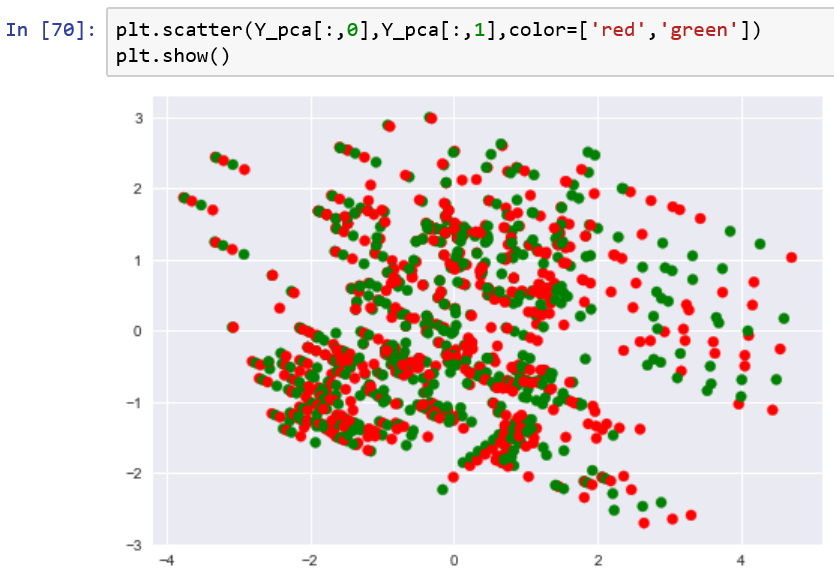 In [70]: plt.scatter(Y_pca[:,0],Y_pca[:,1],color=['red','green'])
plt.show()
3
2
1
0
−1
−2
−3
−4 −2 0 2 4